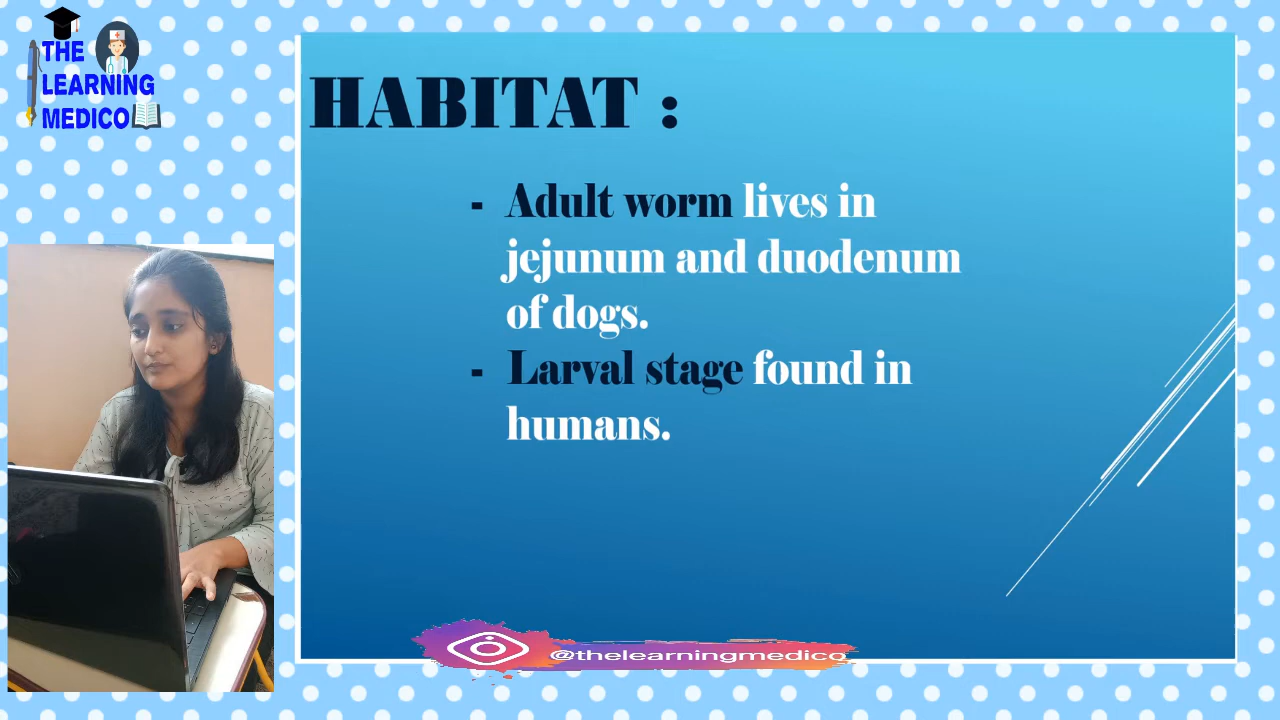 THE
LEARNING
MEDICO
HABITAT :
- Adult worm lives in
jejunum and duodenum
of dogs.
- Larval stage found in
humans.
@thelearningmedico